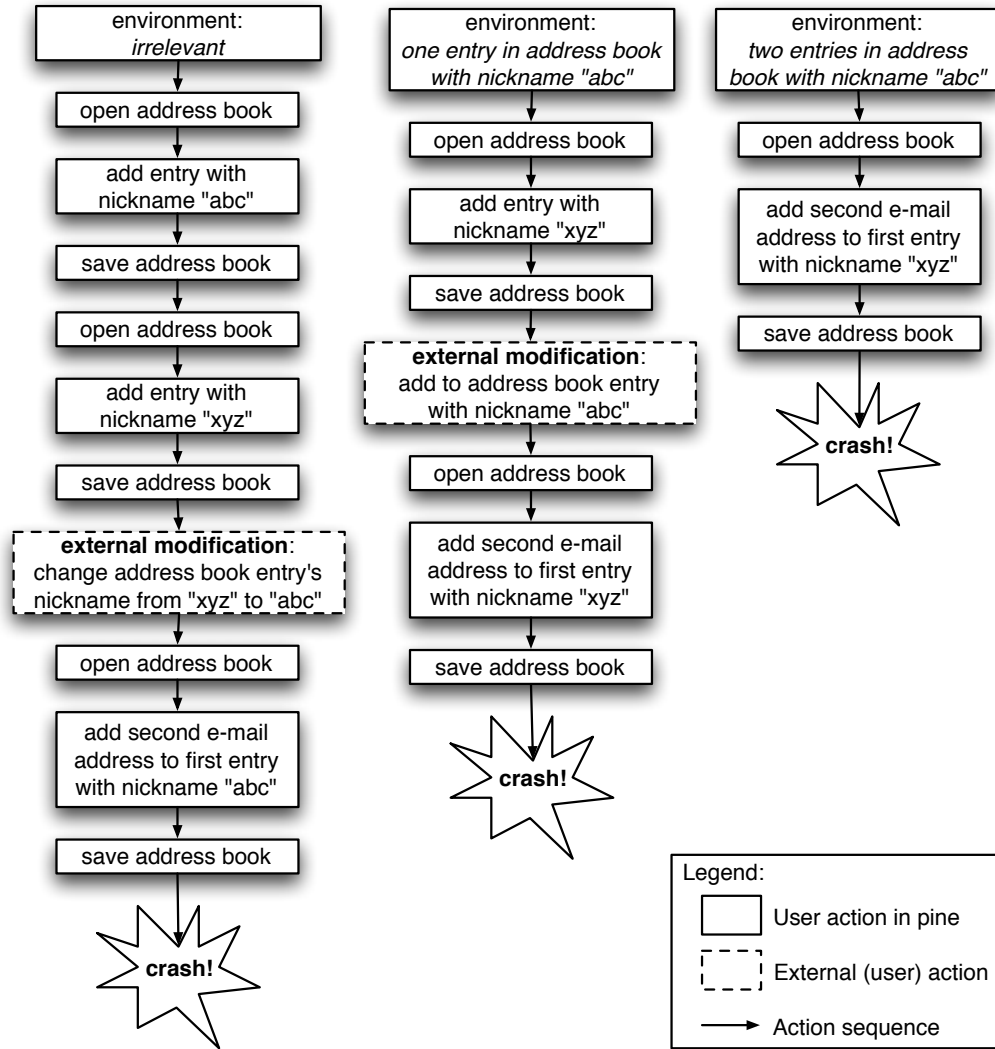 environment:
irrelevant
open address book
add entry with
nickname "abc"
save address book
open address book
add entry with
nickname "xyz"
save address book
external modification:
change address book entry's
nickname from "xyz" to "abc"
open address book
add second e-mail
address to first entry
with nickname "abc"
save address book
crash!
environment:
one entry in address book
with nickname "abc"
open address book
add entry with
nickname "xyz"
save address book
external modification:
add to address book entry
with nickname "abc"
open address book
add second e-mail
address to first entry
with nickname "xyz"
save address book
crash!
environment:
two entries in address
book with nickname "abc"
open address book
add second e-mail
address to first entry
with nickname "xyz"
save address book
crash!
Legend:
User action in pine
External (user) action
Action sequence